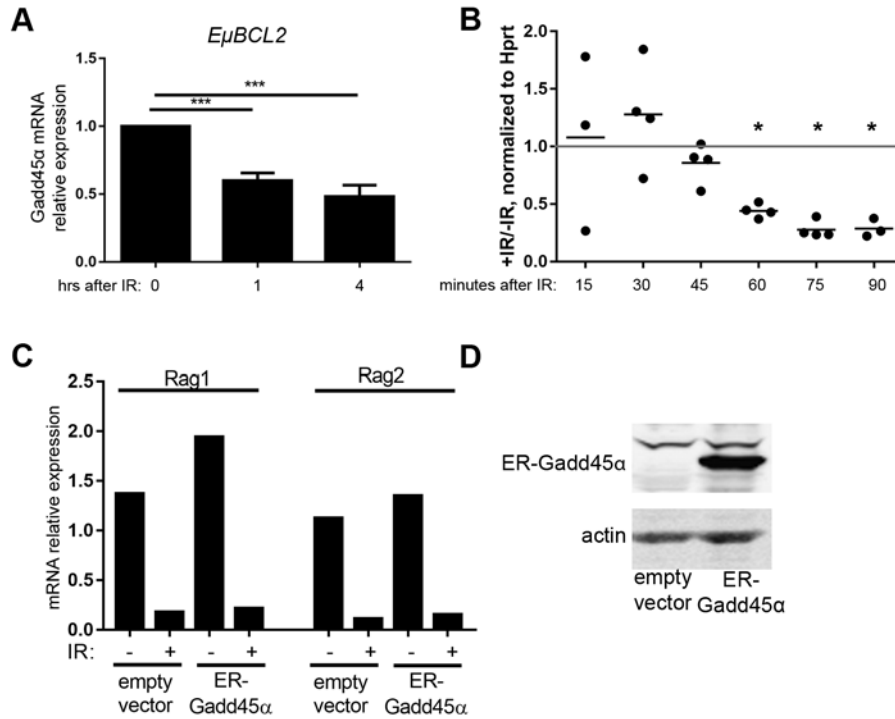 A
EμBCL2
Gadd45α mRNA
relative expression
1.5
1.0
0.5
0.0
***
***
hrs after IR: 0 1 4
B
+IR/-IR, normalized to Hprt
2.0
1.5
1.0
0.5
0.0
* * *
minutes after IR: 15 30 45 60 75 90
C
Rag1 Rag2
mRNA relative expression
2.5
2.0
1.5
1.0
0.5
0.0
IR: - + - + - + - +
empty
vector
ER-
Gadd45α
empty
vector
ER-
Gadd45α
D
ER-Gadd45α
actin
empty
vector
ER-
Gadd45α